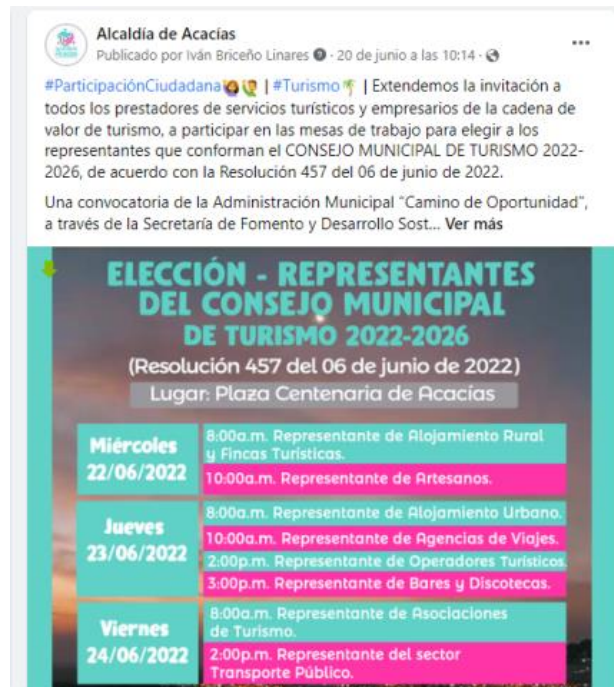 Alcaldía de Acacías
Publicado por Iván Briceño Linares · 20 de junio a las 10:14 ·
#ParticipaciónCiudadana | #Turismo | Extendemos la invitación a
todos los prestadores de servicios turísticos y empresarios de la cadena de
valor de turismo, a participar en las mesas de trabajo para elegir a los
representantes que conforman el CONSEJO MUNICIPAL DE TURISMO 2022-
2026, de acuerdo con la Resolución 457 del 06 de junio de 2022.
Una convocatoria de la Administración Municipal "Camino de Oportunidad",
a través de la Secretaría de Fomento y Desarrollo Sost... Ver más
ELECCIÓN - REPRESENTANTES
DEL CONSEJO MUNICIPAL
DE TURISMO 2022-2026
(Resolución 457 del 06 de junio de 2022)
Lugar: Plaza Centenaria de Acacías
Miércoles
22/06/2022
8:00a.m. Representante de Alojamiento Rural
y Fincas Turísticas.
10:00a.m. Representante de Artesanos.
Jueves
23/06/2022
8:00a.m. Representante de Alojamiento Urbano.
10:00a.m. Representante de Agencias de Viajes.
2:00p.m. Representante de Operadores Turísticos.
3:00p.m. Representante de Bares y Discotecas.
Viernes
24/06/2022
8:00a.m. Representante de Asociaciones
de Turismo.
2:00p.m. Representante del sector
Transporte Público.